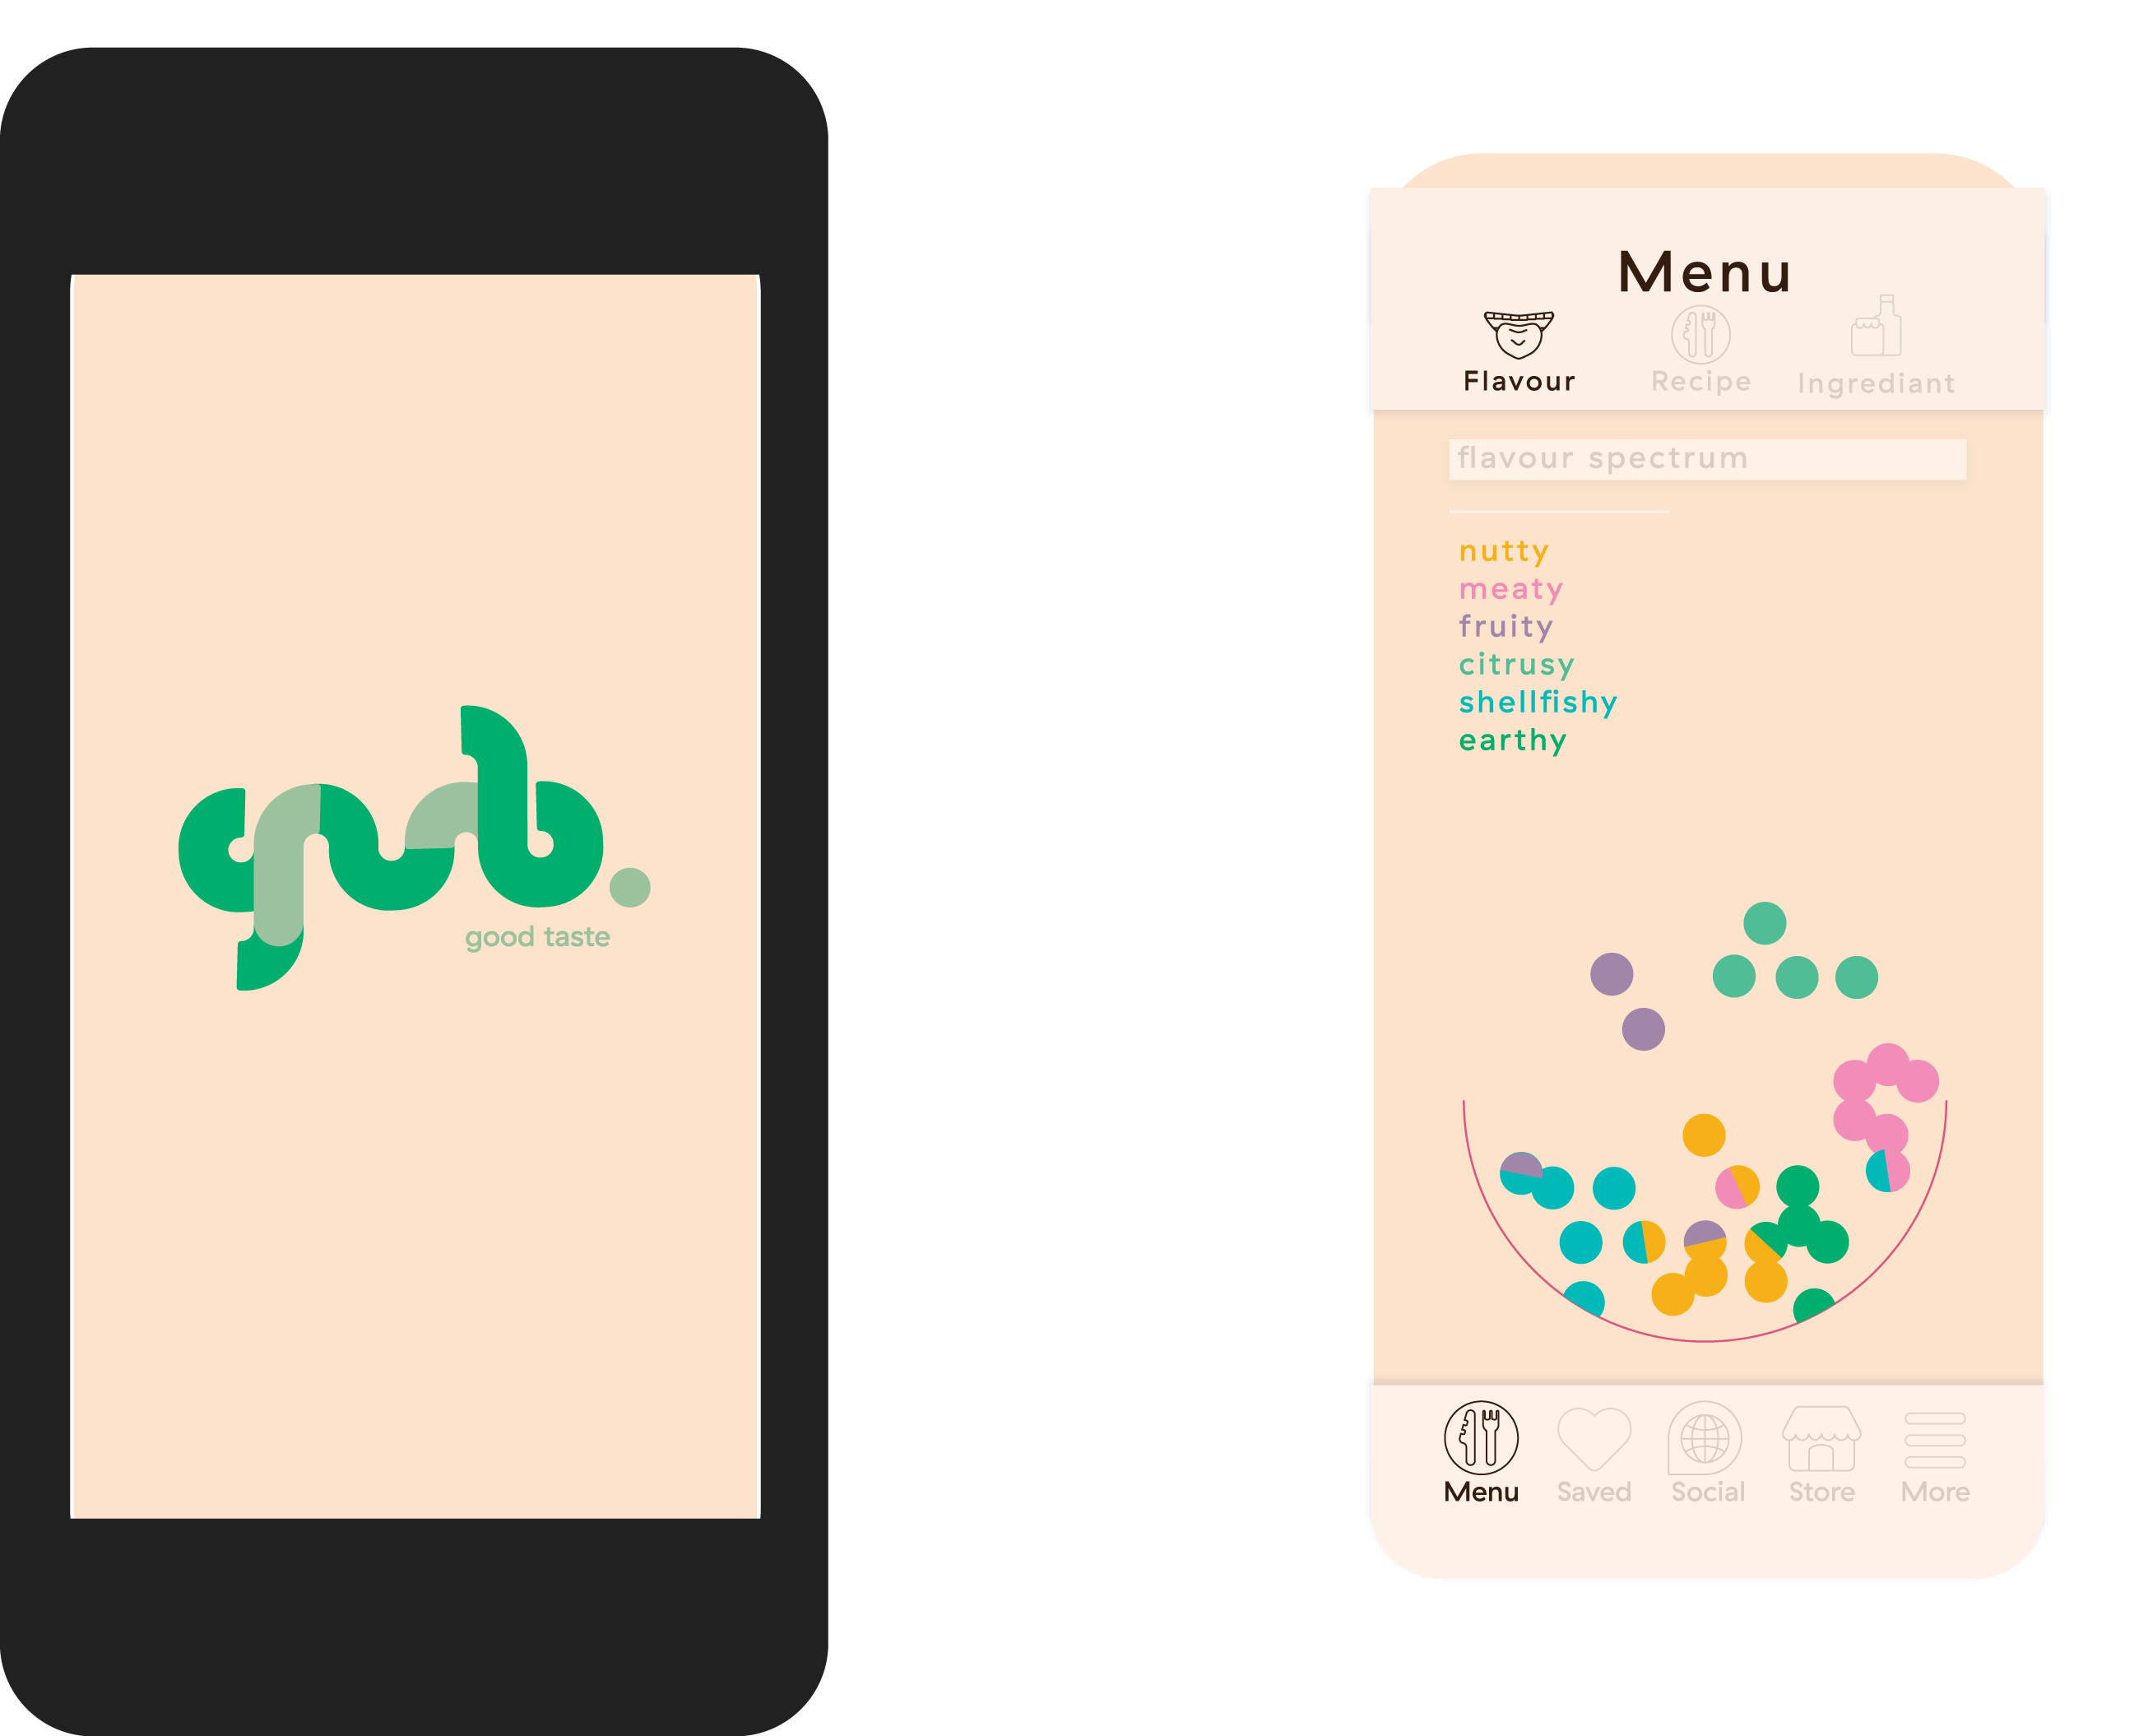 gub.
good taste
Menu
Flavour Recipe Ingrediant
flavour spectrum
nutty
meaty
fruity
citrusy
shellfishy
earthy
Menu Saved Social Store More